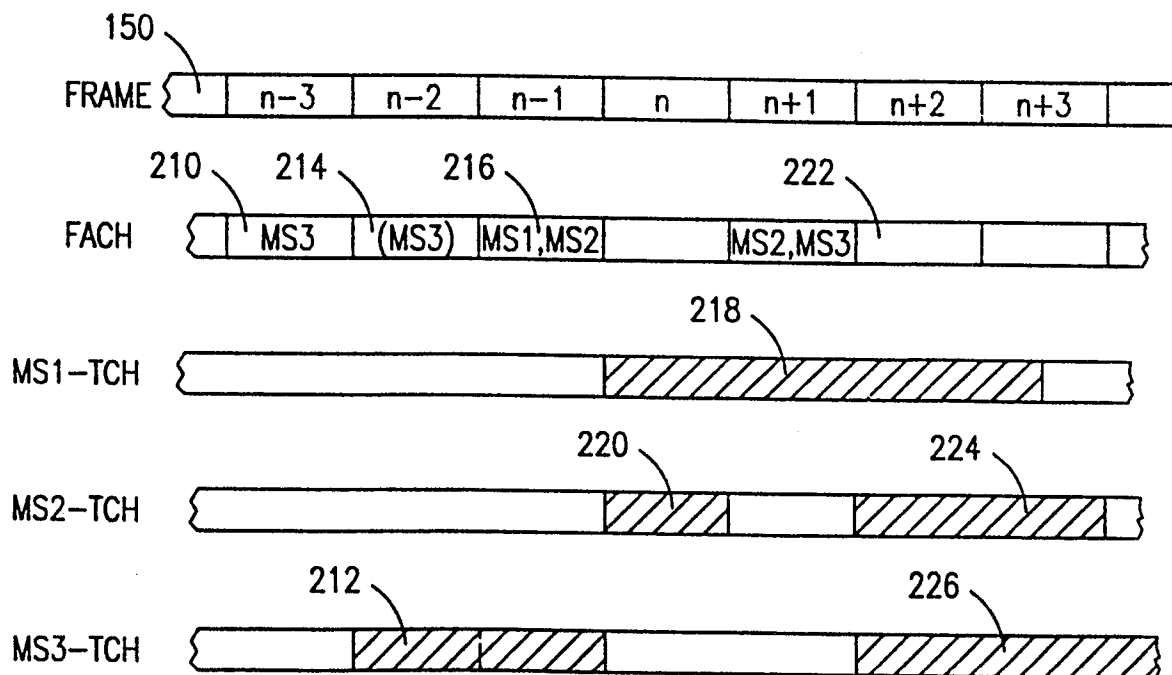 150
FRAME n-3 n-2 n-1 n n+1 n+2 n+3
210 214 216 222
FACH MS3 (MS3) MS1,MS2 MS2,MS3
218
MS1-TCH
220 224
MS2-TCH
212 226
MS3-TCH